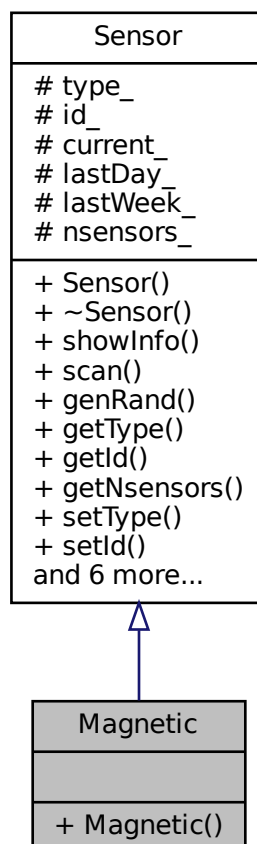 Sensor
# type_
# id_
# current_
# lastDay_
# lastWeek_
# nsensors_
+ Sensor()
+ ~Sensor()
+ showInfo()
+ scan()
+ genRand()
+ getType()
+ getId()
+ getNsensors()
+ setType()
+ setId()
and 6 more...
Magnetic
+ Magnetic()